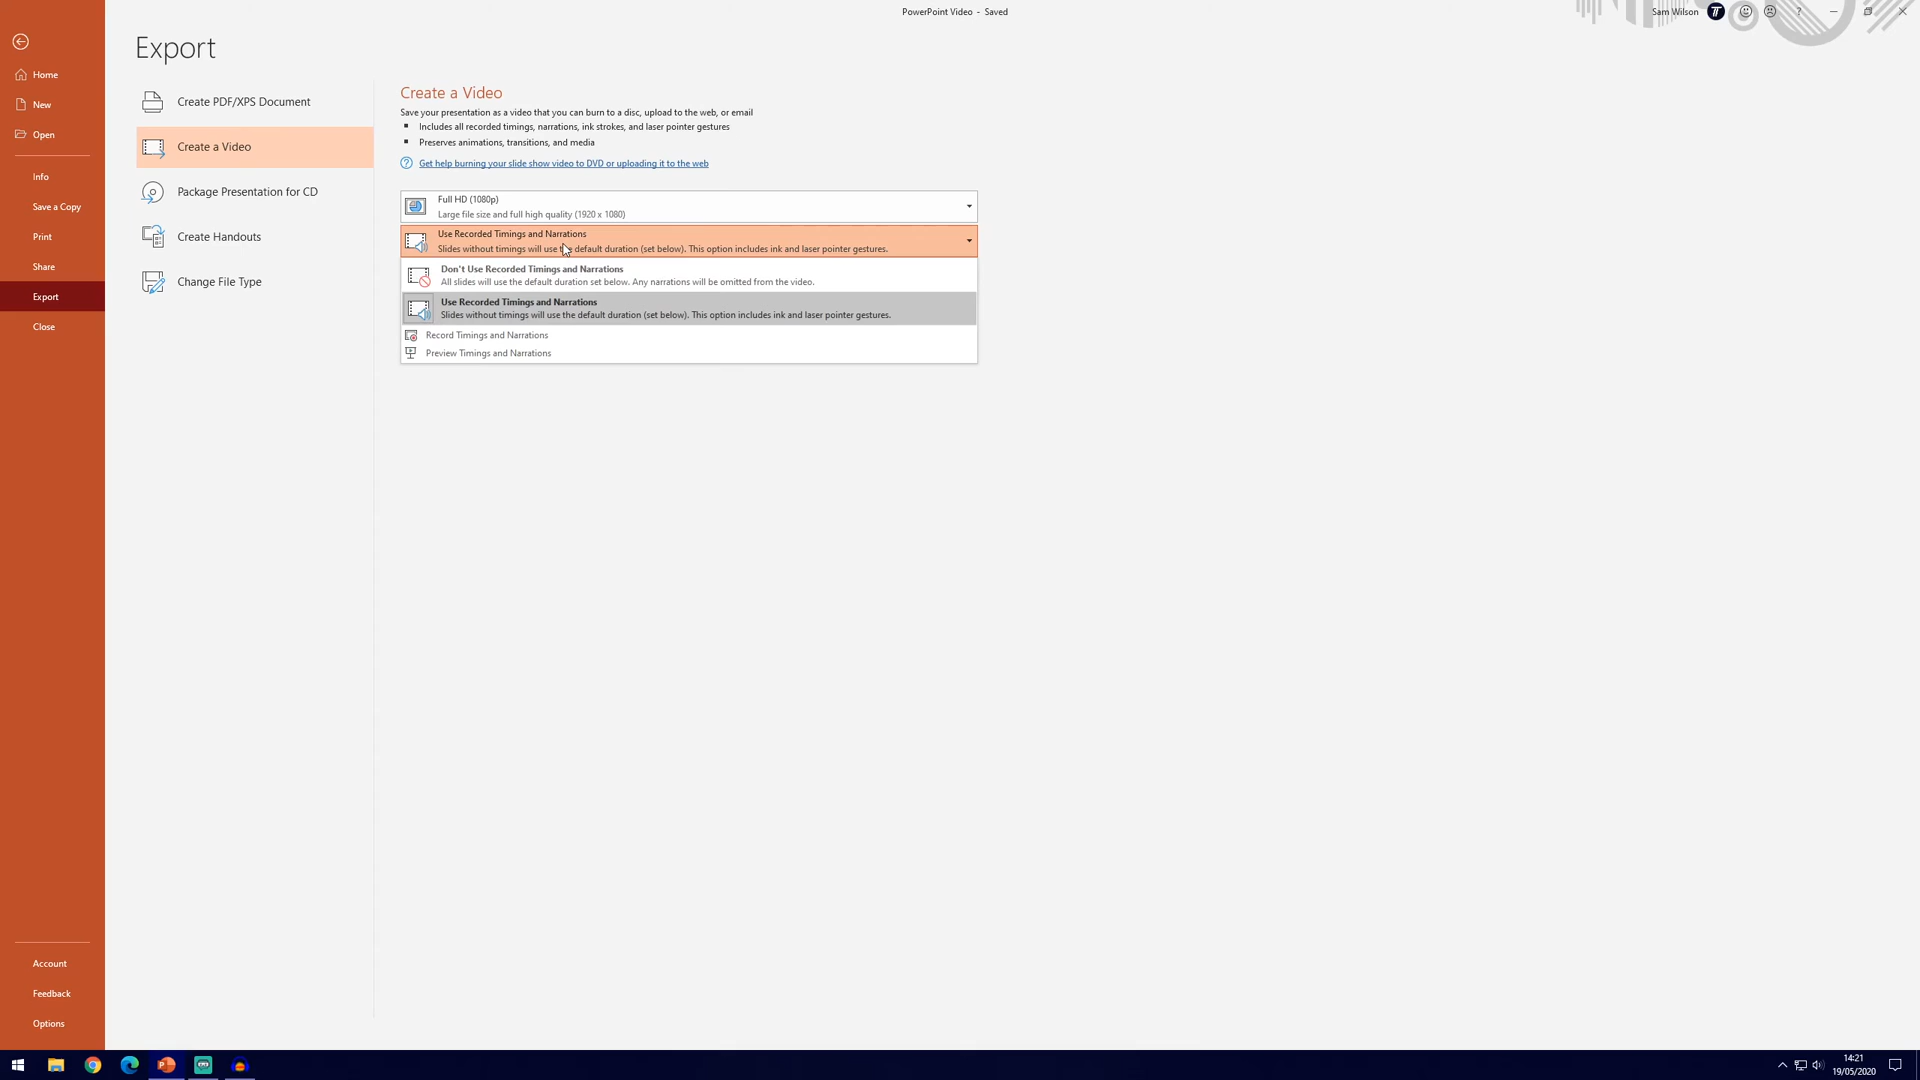 PowerPoint Video - Saved
Sam Wilson
?
Export
Home
New
Open
Info
Save a Copy
Print
Share
Export
Close
Account
Feedback
Options
Create PDF/XPS Document
Create a Video
Package Presentation for CD
Create Handouts
Change File Type
Create a Video
Save your presentation as a video that you can burn to a disc, upload to the web, or email
Includes all recorded timings, narrations, ink strokes, and laser pointer gestures
Preserves animations, transitions, and media
Get help burning your slide show video to DVD or uploading it to the web
Full HD (1080p)
Large file size and full high quality (1920 x 1080)
Use Recorded Timings and Narrations
Slides without timings will use the default duration (set below). This option includes ink and laser pointer gestures.
Don't Use Recorded Timings and Narrations
All slides will use the default duration set below. Any narrations will be omitted from the video.
Use Recorded Timings and Narrations
Slides without timings will use the default duration (set below). This option includes ink and laser pointer gestures.
Record Timings and Narrations
Preview Timings and Narrations
14:21
19/05/2020